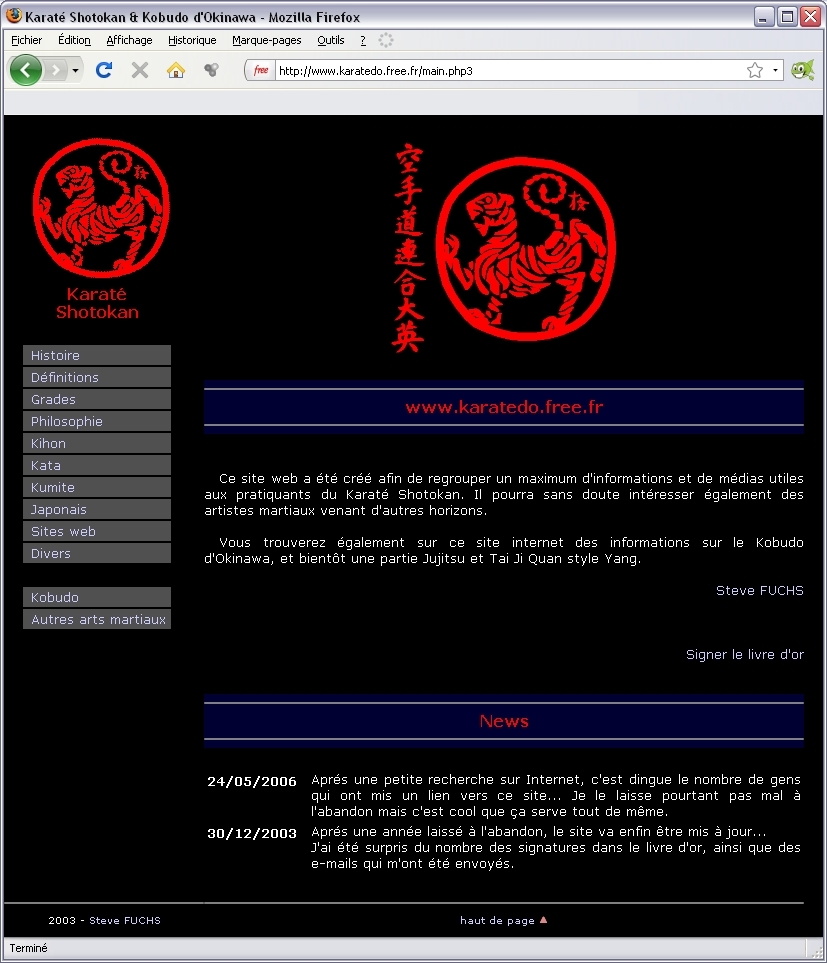 Karaté Shotokan & Kobudo d'Okinawa - Mozilla Firefox
Fichier Édition Affichage Historique Marque-pages Outils ?
free http://www.karatedo.free.fr/main.php3
Karaté
Shotokan
空手道連合大英
Histoire
Définitions
Grades
Philosophie
Kihon
Kata
Kumite
Japonais
Sites web
Divers
Kobudo
Autres arts martiaux
www.karatedo.free.fr
Ce site web a été créé afin de regrouper un maximum d'informations et de médias utiles
aux pratiquants du Karaté Shotokan. Il pourra sans doute intéresser également des
artistes martiaux venant d'autres horizons.
Vous trouverez également sur ce site internet des informations sur le Kobudo
d'Okinawa, et bientôt une partie Jujitsu et Tai Ji Quan style Yang.
Steve FUCHS
Signer le livre d'or
News
24/05/2006 Aprés une petite recherche sur Internet, c'est dingue le nombre de gens
qui ont mis un lien vers ce site... Je le laisse pourtant pas mal à
l'abandon mais c'est cool que ça serve tout de même.
30/12/2003 Aprés une année laissé à l'abandon, le site va enfin être mis à jour...
J'ai été surpris du nombre des signatures dans le livre d'or, ainsi que des
e-mails qui m'ont été envoyés.
2003 - Steve FUCHS
haut de page
Terminé